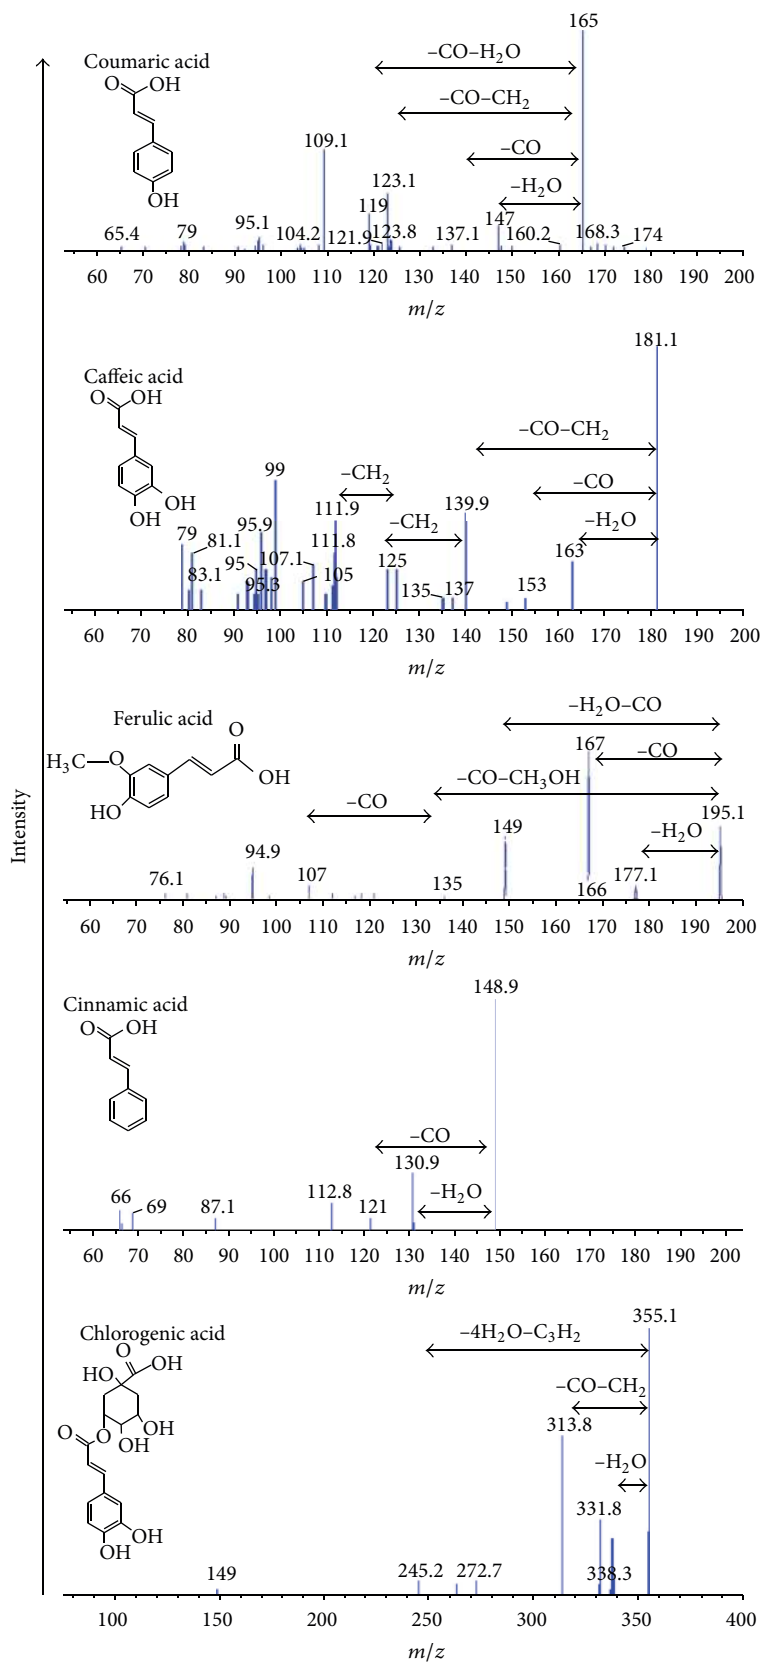 Intensity
Coumaric acid
O
OH
OH
165
–CO–H2O
–CO–CH2
109.1
–CO
123.1
–H2O
119
147
65.4
79
95.1
104.2
121.9
123.8
137.1
160.2
168.3
174
60 70 80 90 100 110 120 130 140 150 160 170 180 190 200
m/z
Caffeic acid
O
OH
OH
OH
181.1
–CO–CH2
99
–CH2
–CO
111.9
139.9
95.9
–CH2
–H2O
79
81.1
111.8
163
95
107.1
125
83.1
95.3
105
135
137
153
60 70 80 90 100 110 120 130 140 150 160 170 180 190 200
m/z
Ferulic acid
O
H3C
O
OH
HO
–H2O–CO
167
–CO
–CO–CH3OH
–CO
195.1
149
–H2O
94.9
76.1
107
135
166
177.1
60 70 80 90 100 110 120 130 140 150 160 170 180 190 200
m/z
Cinnamic acid
O
OH
148.9
–CO
130.9
–H2O
66
69
87.1
112.8
121
60 70 80 90 100 110 120 130 140 150 160 170 180 190 200
m/z
Chlorogenic acid
O
OH
HO
OH
O
O
OH
OH
OH
355.1
–4H2O–C3H2
–CO–CH2
313.8
–H2O
331.8
149
245.2
272.7
338.3
100 150 200 250 300 350 400
m/z